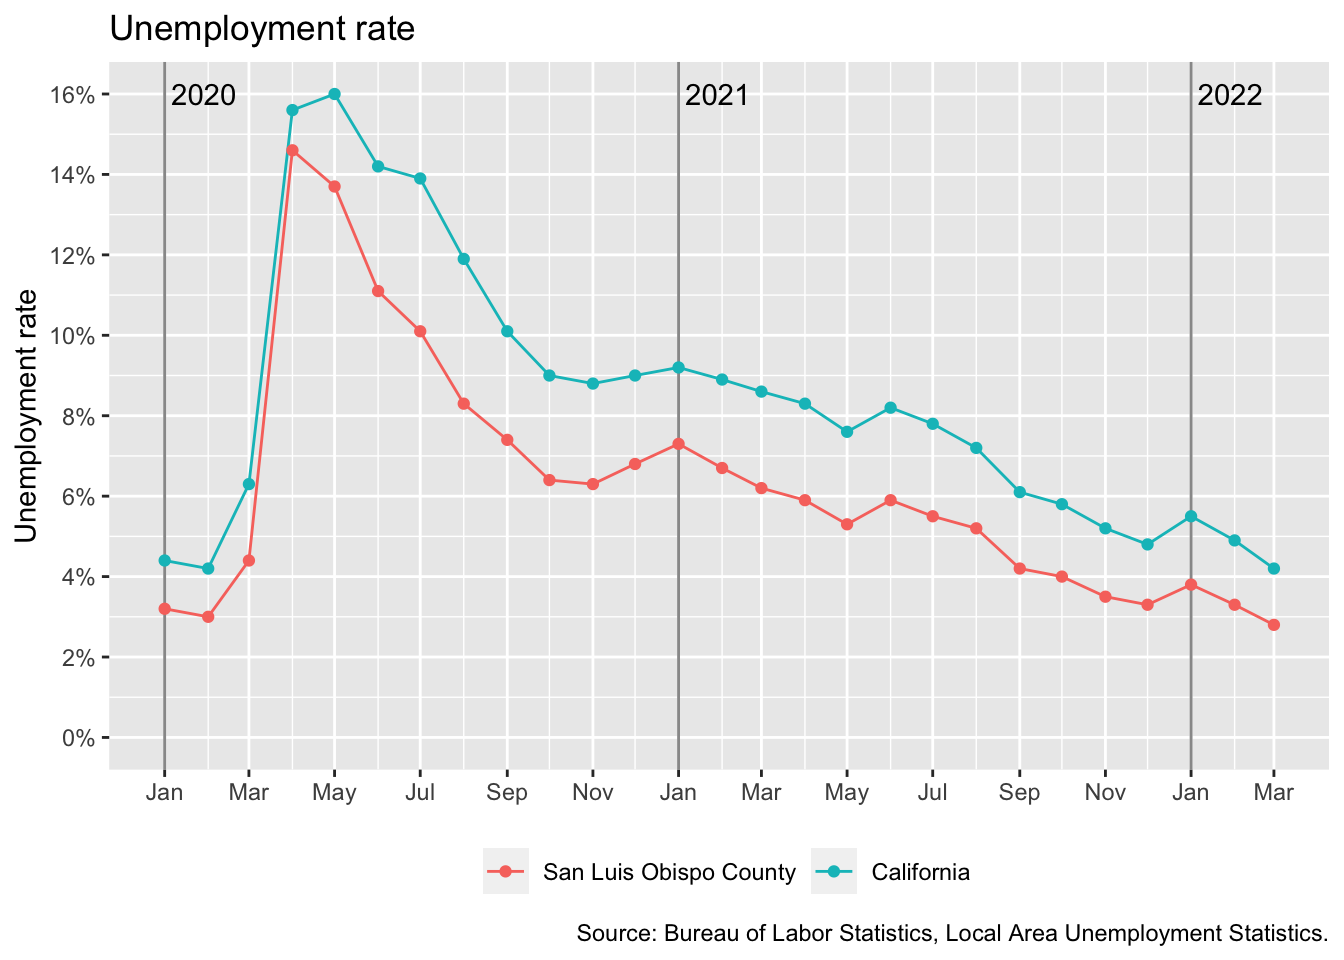 Unemployment rate
2020 2021 2022
Unemployment rate
16%
14%
12%
10%
8%
6%
4%
2%
0%
Jan Mar May Jul Sep Nov Jan Mar May Jul Sep Nov Jan Mar
San Luis Obispo County California
Source: Bureau of Labor Statistics, Local Area Unemployment Statistics.